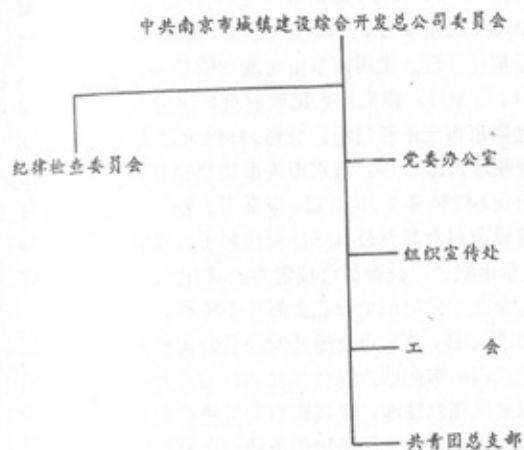 中共南京市城镇建设综合开发总公司委员会
纪律检查委员会
党委办公室
组织宣传处
工 会
共青团总支部